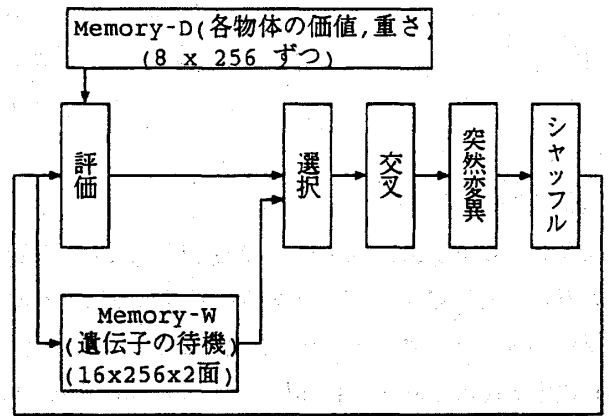 Memory-D(各物体の価値,重さ)
(8 x 256 ずつ)
評価
選択
交叉
突然変異
シャッフル
Memory-W
(遺伝子の待機)
(16x256x2面)